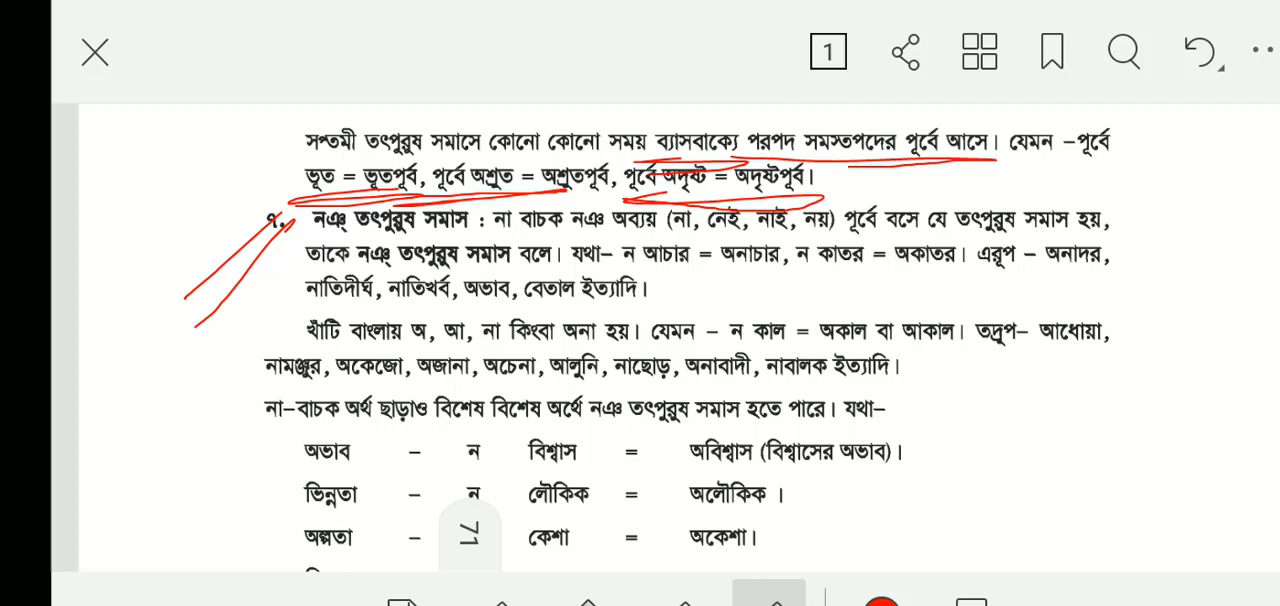 1
সপ্তমী তৎপুরুষ সমাসে কোনো কোনো সময় ব্যাসবাক্যে পরপদ সমস্তপদের পূর্বে আসে। যেমন –পূর্বে
ভূত = ভূতপূর্ব, পূর্বে অশ্রুত = অশ্রুতপূর্ব, পূর্বে অদৃষ্ট = অদৃষ্টপূর্ব।
৭. নঞ্ তৎপুরুষ সমাস : না বাচক নঞ অব্যয় (না, নেই, নাই, নয়) পূর্বে বসে যে তৎপুরুষ সমাস হয়,
তাকে নঞ্ তৎপুরুষ সমাস বলে। যথা– ন আচার = অনাচার, ন কাতর = অকাতর। এরূপ – অনাদর,
নাতিদীর্ঘ, নাতিখর্ব, অভাব, বেতাল ইত্যাদি।
খাঁটি বাংলায় অ, আ, না কিংবা অনা হয়। যেমন – ন কাল = অকাল বা আকাল। তদ্রূপ– আধোয়া,
নামঞ্জুর, অকেজো, অজানা, অচেনা, আলুনি, নাছোড়, অনাবাদী, নাবালক ইত্যাদি।
না–বাচক অর্থ ছাড়াও বিশেষ বিশেষ অর্থে নঞ তৎপুরুষ সমাস হতে পারে। যথা–
অভাব – ন বিশ্বাস = অবিশ্বাস (বিশ্বাসের অভাব)।
ভিন্নতা – ন লৌকিক = অলৌকিক ।
অল্পতা – কেশা = অকেশা।
71